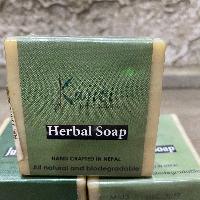 Herbal Soap
HAND CRAFTED IN NEPAL
All natural and biodegradable